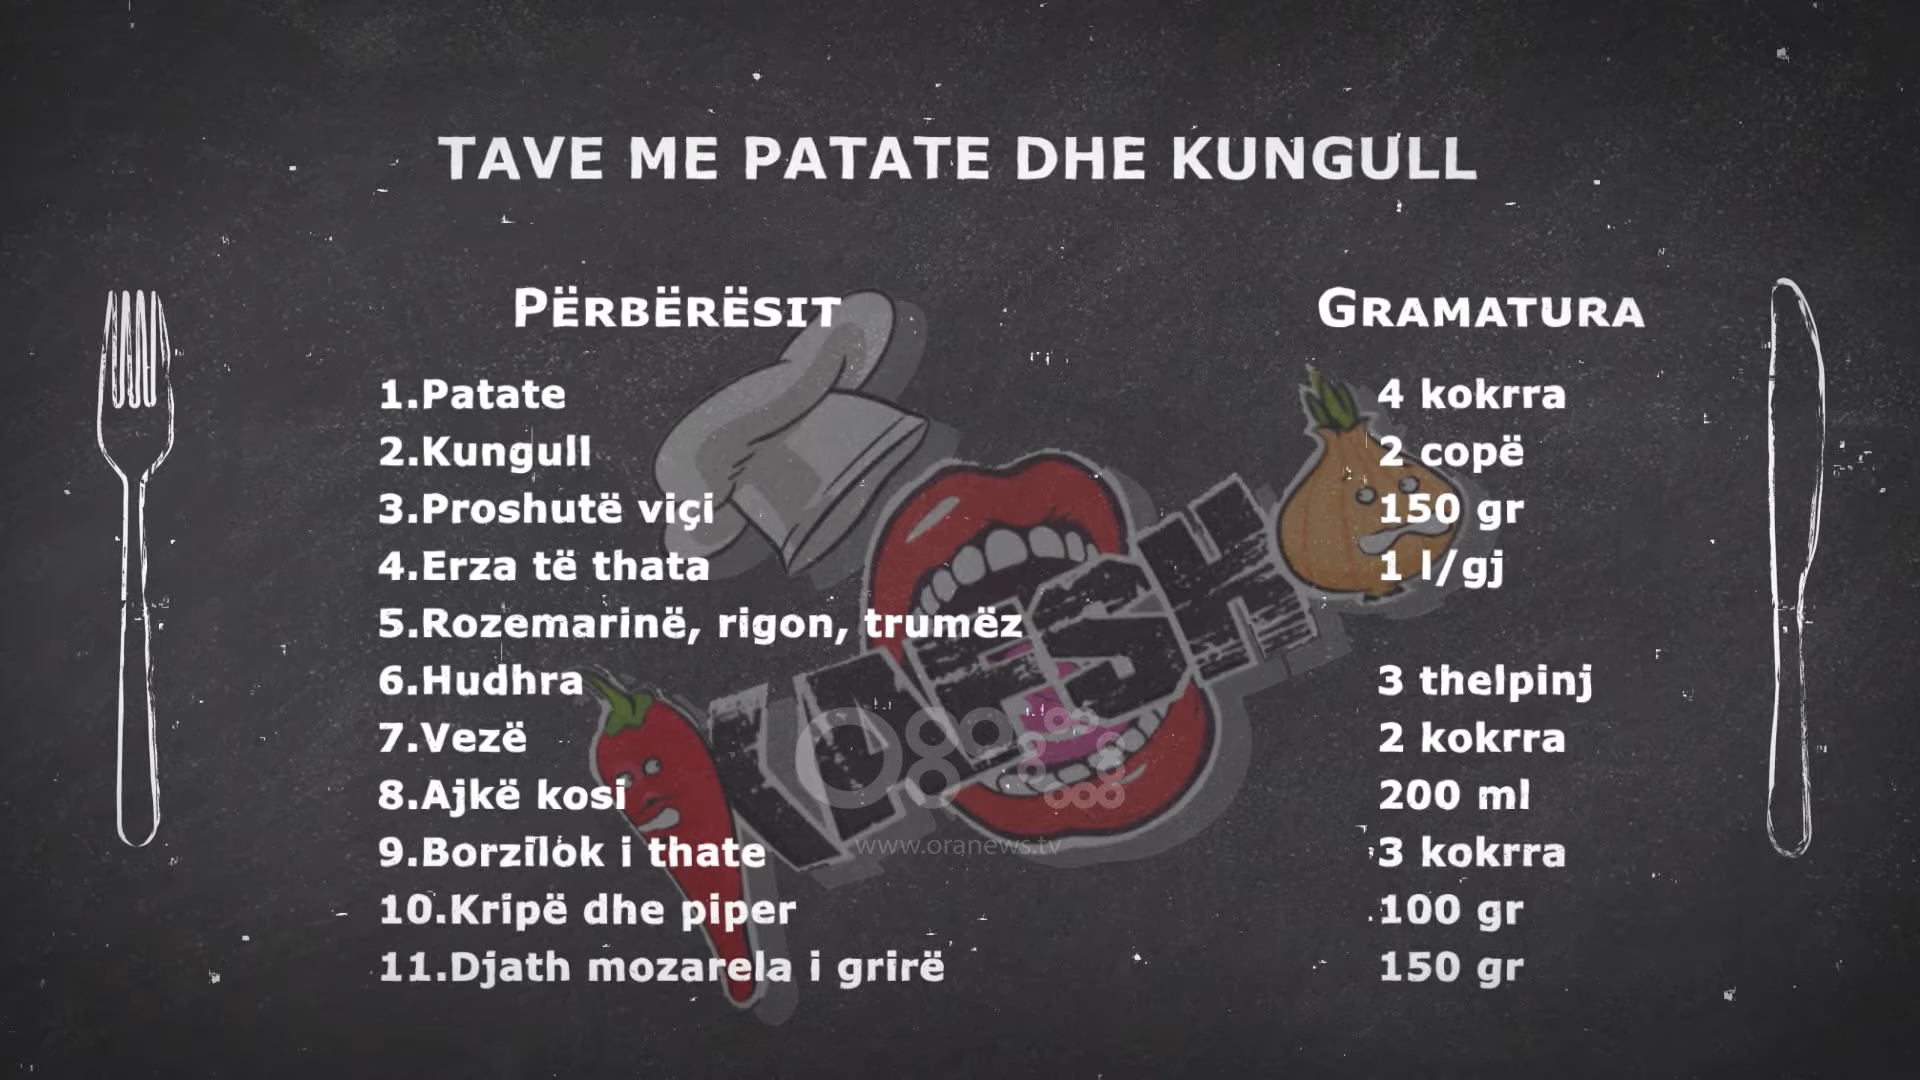 TAVE ME PATATE DHE KUNGULL
PËRBËRËSIT GRAMATURA
1.Patate 4 kokrra
2.Kungull 2 copë
3.Proshutë viçi 150 gr
4.Erza të thata 1 l/gj
5.Rozemarinë, rigon, trumëz
6.Hudhra 3 thelpinj
7.Vezë 2 kokrra
8.Ajkë kosi 200 ml
9.Borzilok i thate 3 kokrra
10.Kripë dhe piper 100 gr
11.Djath mozarela i grirë 150 gr
KAFSH
www.oranews.tv